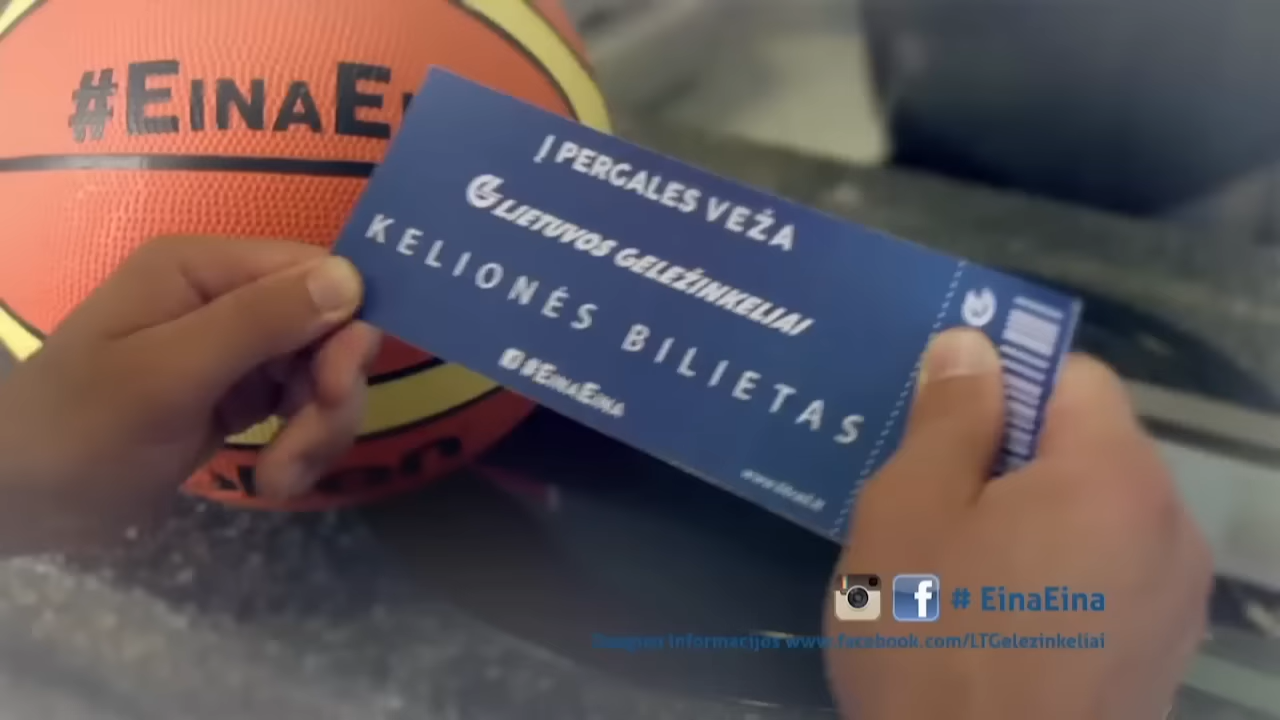 #EINAE
Į PERGALES VEŽA
LIETUVOS GELEŽINKELIAI
KELIONĖS BILIETAS
#EINAEINA
# EinaEina
informacijos www.facebook.com/LTGelezinkeliai